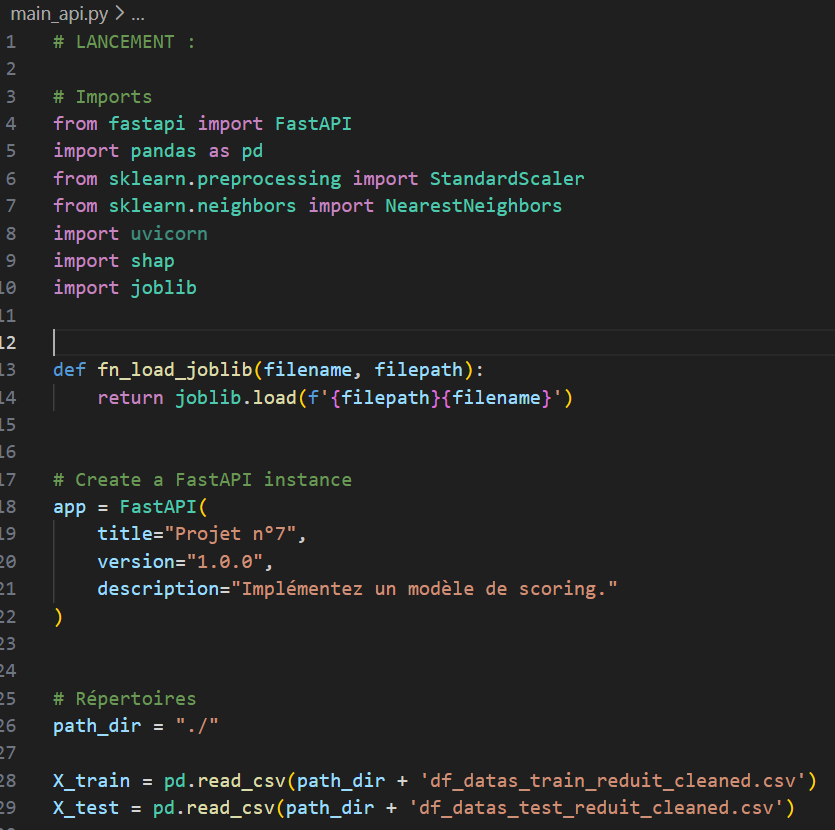 main_api.py > ...
1 # LANCEMENT :
2
3 # Imports
4 from fastapi import FastAPI
5 import pandas as pd
6 from sklearn.preprocessing import StandardScaler
7 from sklearn.neighbors import NearestNeighbors
8 import uvicorn
9 import shap
10 import joblib
11
12
13 def fn_load_joblib(filename, filepath):
14     return joblib.load(f'{filepath}{filename}')
15
16
17 # Create a FastAPI instance
18 app = FastAPI(
19     title="Projet n°7",
20     version="1.0.0",
21     description="Implémentez un modèle de scoring."
22 )
23
24
25 # Répertoires
26 path_dir = "./"
27
28 X_train = pd.read_csv(path_dir + 'df_datas_train_reduit_cleaned.csv')
29 X_test = pd.read_csv(path_dir + 'df_datas_test_reduit_cleaned.csv')